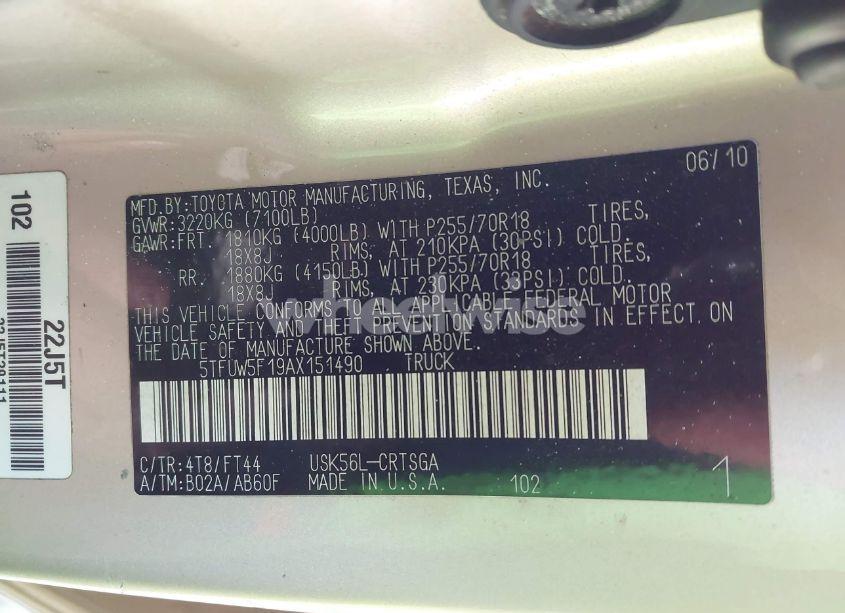 06/10
MFD.BY:TOYOTA MOTOR MANUFACTURING, TEXAS, INC.
GVWR:3220KG (7100LB)
GAWR:FRT. 1810KG (4000LB) WITH P255/70R18 TIRES,
18X8J RIMS, AT 210KPA (30PSI) COLD.
RR. 1880KG (4150LB) WITH P255/70R18 TIRES,
18X8J RIMS, AT 230KPA (33PSI) COLD.
THIS VEHICLE CONFORMS TO ALL APPLICABLE FEDERAL MOTOR
VEHICLE SAFETY AND THEFT PREVENTION STANDARDS IN EFFECT ON
THE DATE OF MANUFACTURE SHOWN ABOVE.
5TFUW5F19AX151490 TRUCK
C/TR:4T8/FT44 USK56L-CRTSGA
A/TM:B02A/AB60F MADE IN U.S.A. 102 1
102
22J5T
wheelwise